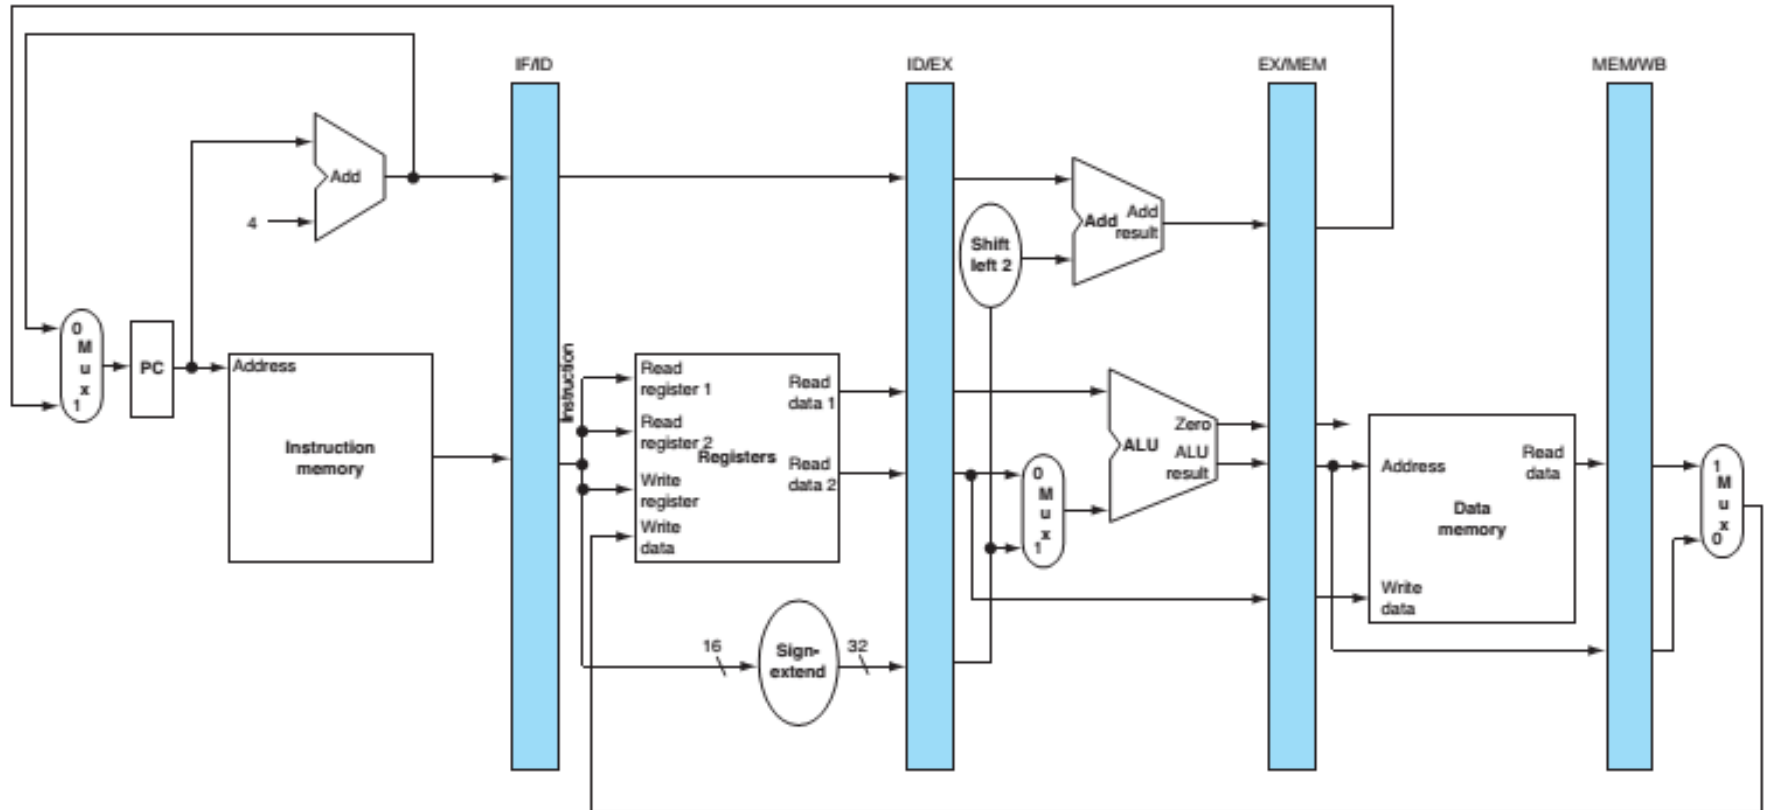 IF/ID
ID/EX
EX/MEM
MEM/WB
Add
4
Shift
left 2
Add
Add
result
0
M
u
x
1
PC
Address
Instruction
memory
Instruction
Read
register 1
Read
register 2
Write
register
Write
data
Registers
Read
data 1
Read
data 2
16
Sign-
extend
32
0
M
u
x
1
ALU
Zero
ALU
result
Address
Read
data
Data
memory
Write
data
1
M
u
x
0